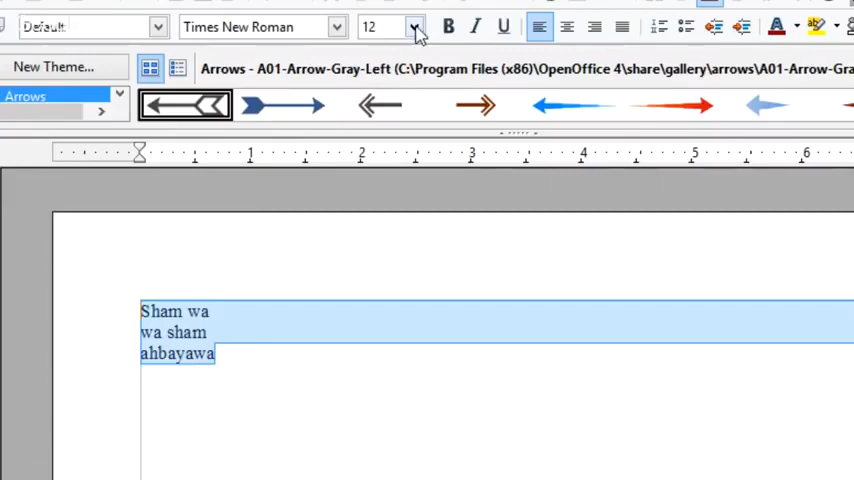 Default
Times New Roman
12
B I U A
New Theme...
Arrows - A01-Arrow-Gray-Left (C:\Program Files (x86)\OpenOffice 4\share\gallery\arrows\A01-Arrow-Gra
Arrows
1 2 3 4 5 6
Sham wa
wa sham
ahbayawa